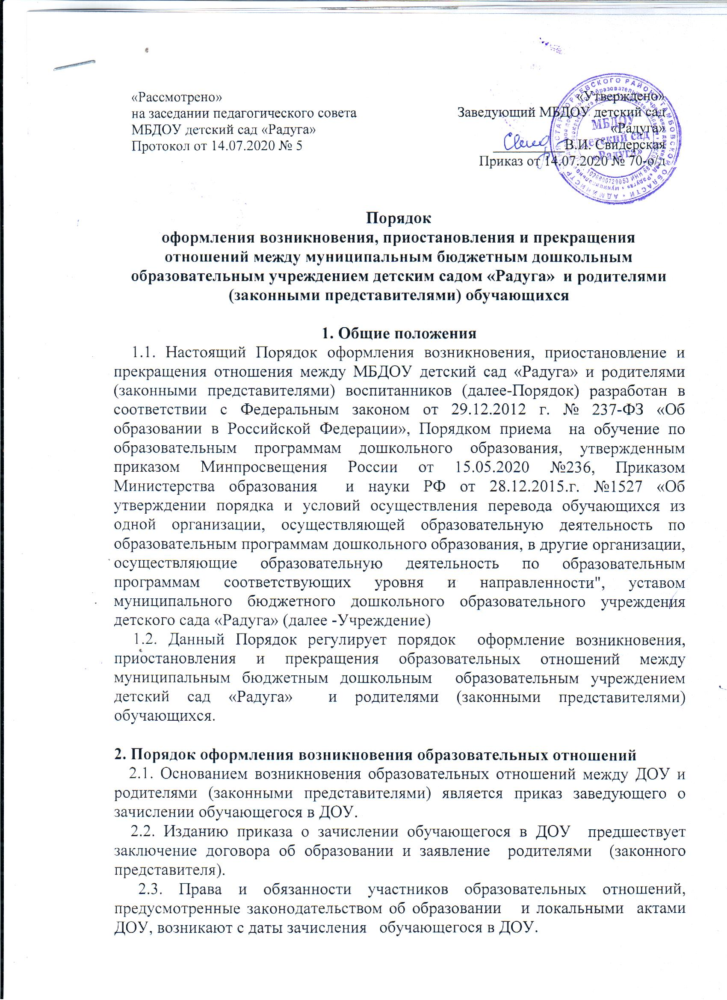 «Рассмотрено»
на заседании педагогического совета
МБДОУ детский сад «Радуга»
Протокол от 14.07.2020 № 5
«Утверждено»
Заведующий МБДОУ детский сад
«Радуга»
В.И. Свидерская
Приказ от 14.07.2020 № 70-о/д
МБДОУ
детский сад
«Радуга»
Порядок
оформления возникновения, приостановления и прекращения
отношений между муниципальным бюджетным дошкольным
образовательным учреждением детским садом «Радуга» и родителями
(законными представителями) обучающихся
1. Общие положения
1.1. Настоящий Порядок оформления возникновения, приостановление и
прекращения отношения между МБДОУ детский сад «Радуга» и родителями
(законными представителями) воспитанников (далее-Порядок) разработан в
соответствии с Федеральным законом от 29.12.2012 г. № 237-ФЗ «Об
образовании в Российской Федерации», Порядком приема на обучение по
образовательным программам дошкольного образования, утвержденным
приказом Минпросвещения России от 15.05.2020 №236, Приказом
Министерства образования и науки РФ от 28.12.2015.г. №1527 «Об
утверждении порядка и условий осуществления перевода обучающихся из
одной организации, осуществляющей образовательную деятельность по
образовательным программам дошкольного образования, в другие организации,
осуществляющие образовательную деятельность по образовательным
программам соответствующих уровня и направленности", уставом
муниципального бюджетного дошкольного образовательного учреждения
детского сада «Радуга» (далее -Учреждение)
1.2. Данный Порядок регулирует порядок оформление возникновения,
приостановления и прекращения образовательных отношений между
муниципальным бюджетным дошкольным образовательным учреждением
детский сад «Радуга» и родителями (законными представителями)
обучающихся.
2. Порядок оформления возникновения образовательных отношений
2.1. Основанием возникновения образовательных отношений между ДОУ и
родителями (законными представителями) является приказ заведующего о
зачислении обучающегося в ДОУ.
2.2. Изданию приказа о зачислении обучающегося в ДОУ предшествует
заключение договора об образовании и заявление родителями (законного
представителя).
2.3. Права и обязанности участников образовательных отношений,
предусмотренные законодательством об образовании и локальными актами
ДОУ, возникают с даты зачисления обучающегося в ДОУ.